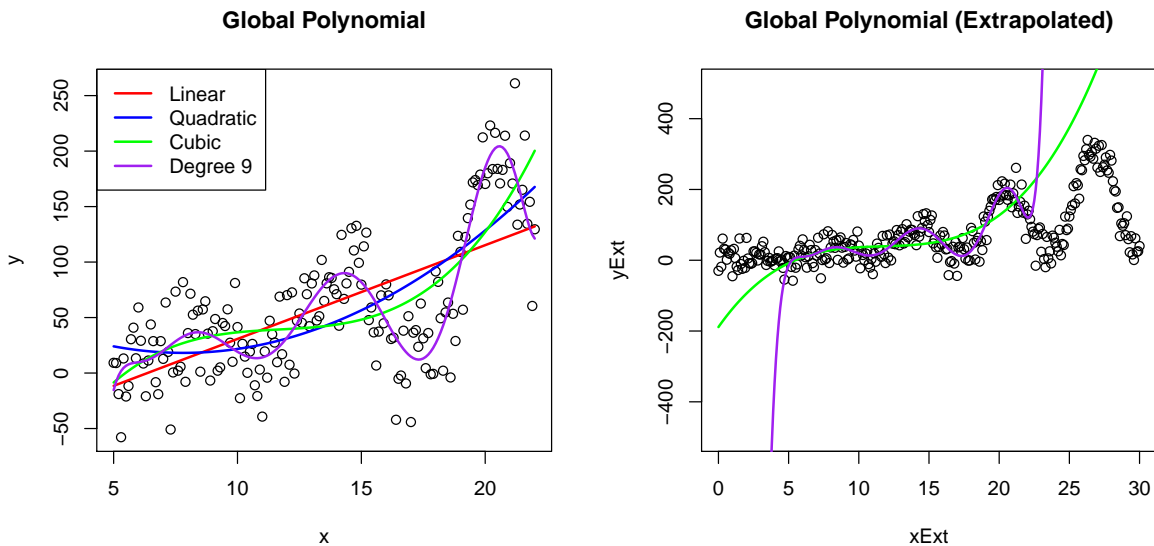 Global Polynomial
Linear
Quadratic
Cubic
Degree 9
250
200
150
100
50
0
−50
y
5
10
15
20
x
Global Polynomial (Extrapolated)
400
200
0
−200
−400
yExt
0
5
10
15
20
25
30
xExt